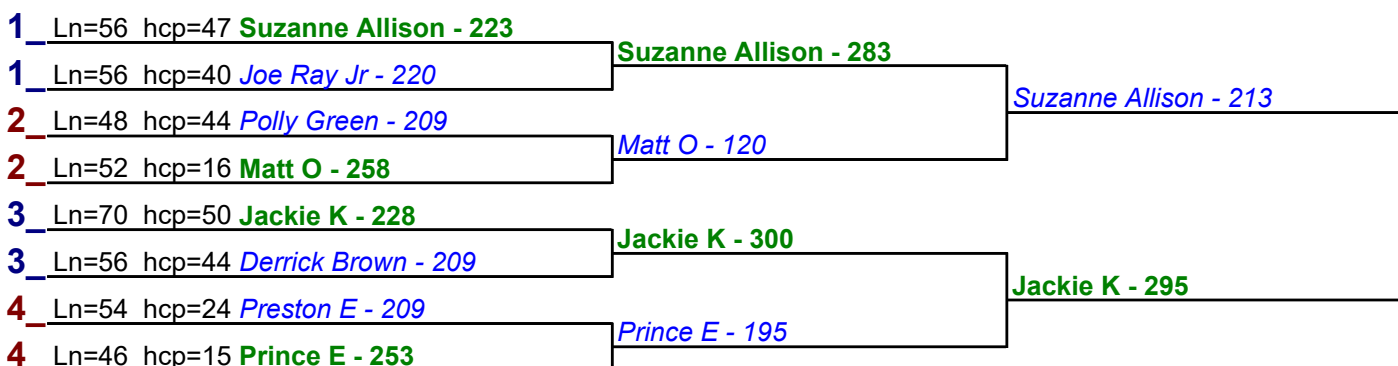 1_ Ln=56 hcp=47 Suzanne Allison - 223
Suzanne Allison - 283
1_ Ln=56 hcp=40 Joe Ray Jr - 220
Suzanne Allison - 213
2_ Ln=48 hcp=44 Polly Green - 209
Matt O - 120
2_ Ln=52 hcp=16 Matt O - 258
3_ Ln=70 hcp=50 Jackie K - 228
Jackie K - 300
3_ Ln=56 hcp=44 Derrick Brown - 209
Jackie K - 295
4_ Ln=54 hcp=24 Preston E - 209
Prince E - 195
4 Ln=46 hcp=15 Prince E - 253